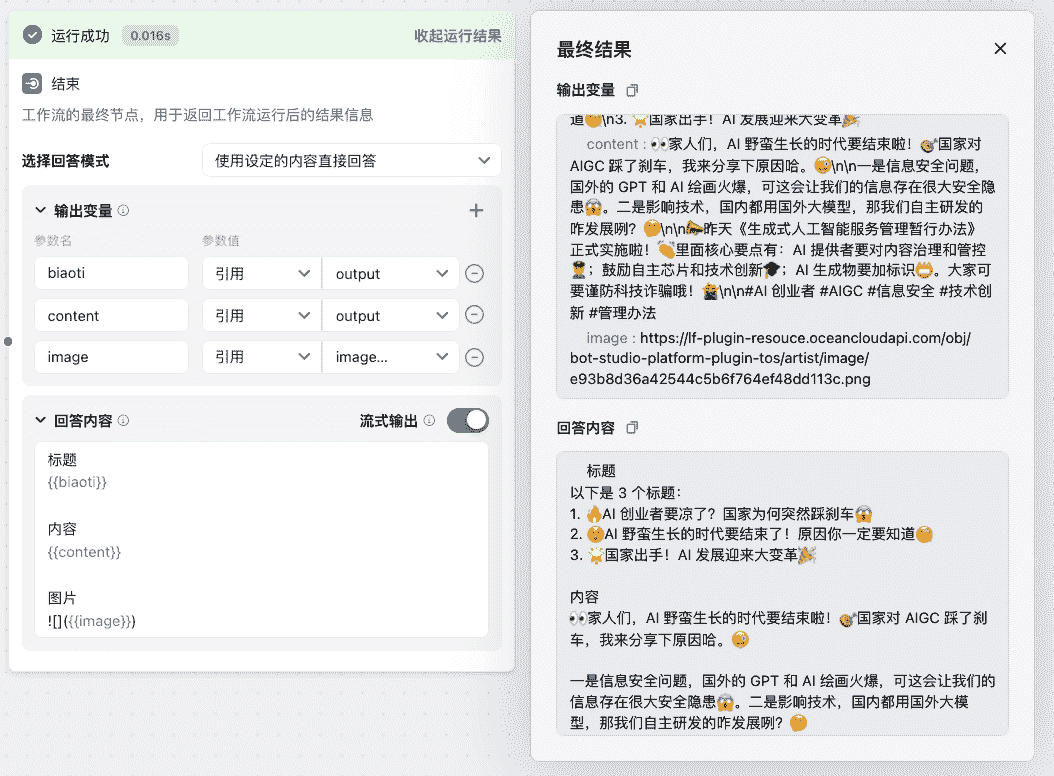 运行成功 0.016s 收起运行结果
结束
工作流的最终节点，用于返回工作流运行后的结果信息
选择回答模式 使用设定的内容直接回答
输出变量
参数名 参数值
biaoti 引用 output
content 引用 output
image 引用 image...
回答内容 流式输出
标题
{{biaoti}}
内容
{{content}}
图片
![]({{image}})
最终结果
输出变量
道🤔\n3. 🌟国家出手！AI 发展迎来大变革🎉
content : 👀家人们，AI 野蛮生长的时代要结束啦！🎯国家对
AIGC 踩了刹车，我来分享下原因哈。🧐\n\n一是信息安全问题，
国外的 GPT 和 AI 绘画火爆，可这会让我们的信息存在很大安全隐
患😱。二是影响技术，国内都用国外大模型，那我们自主研发的
咋发展咧？🤔\n\n📣昨天《生成式人工智能服务管理暂行办法》
正式实施啦！👏里面核心要点有：AI 提供者要对内容治理和管控
👮；鼓励自主芯片和技术创新🎓；AI 生成物要加标识📛。大家可
要谨防科技诈骗哦！🙅\n\n#AI 创业者 #AIGC #信息安全 #技术创
新 #管理办法
image : https://lf-plugin-resouce.oceancloudapi.com/obj/
bot-studio-platform-plugin-tos/artist/image/
e93b8d36a42544c5b6f764ef48dd113c.png
回答内容
标题
以下是 3 个标题：
1. 🔥AI 创业者要凉了？国家为何突然踩刹车😱
2. 😲AI 野蛮生长的时代要结束了！原因你一定要知道🤔
3. 🌟国家出手！AI 发展迎来大变革🎉
内容
👀家人们，AI 野蛮生长的时代要结束啦！🎯国家对 AIGC 踩了刹
车，我来分享下原因哈。🧐
一是信息安全问题，国外的 GPT 和 AI 绘画火爆，可这会让我们的
信息存在很大安全隐患😱。二是影响技术，国内都用国外大模
型，那我们自主研发的咋发展咧？🤔